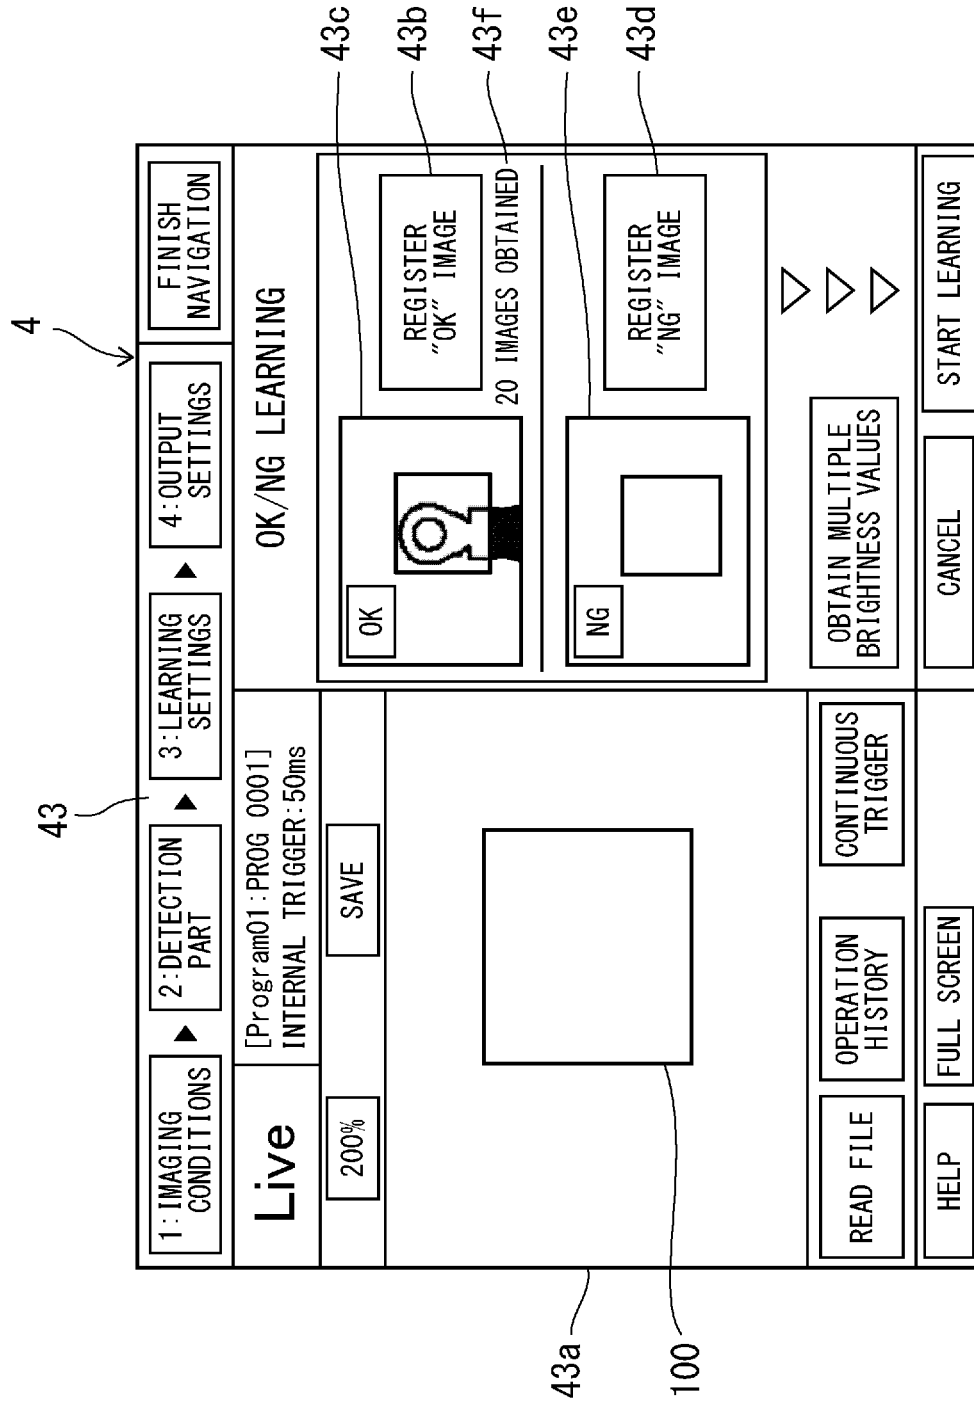 4
43
1:IMAGING
CONDITIONS
2:DETECTION
PART
3:LEARNING
SETTINGS
4:OUTPUT
SETTINGS
FINISH
NAVIGATION
Live
[Program01:PROG 0001]
INTERNAL TRIGGER:50ms
200%
SAVE
OK/NG LEARNING
OK
REGISTER
"OK" IMAGE
20 IMAGES OBTAINED
NG
REGISTER
"NG" IMAGE
43c
43b
43f
43e
43d
43a
100
READ FILE
OPERATION
HISTORY
CONTINUOUS
TRIGGER
OBTAIN MULTIPLE
BRIGHTNESS VALUES
HELP
FULL SCREEN
CANCEL
START LEARNING